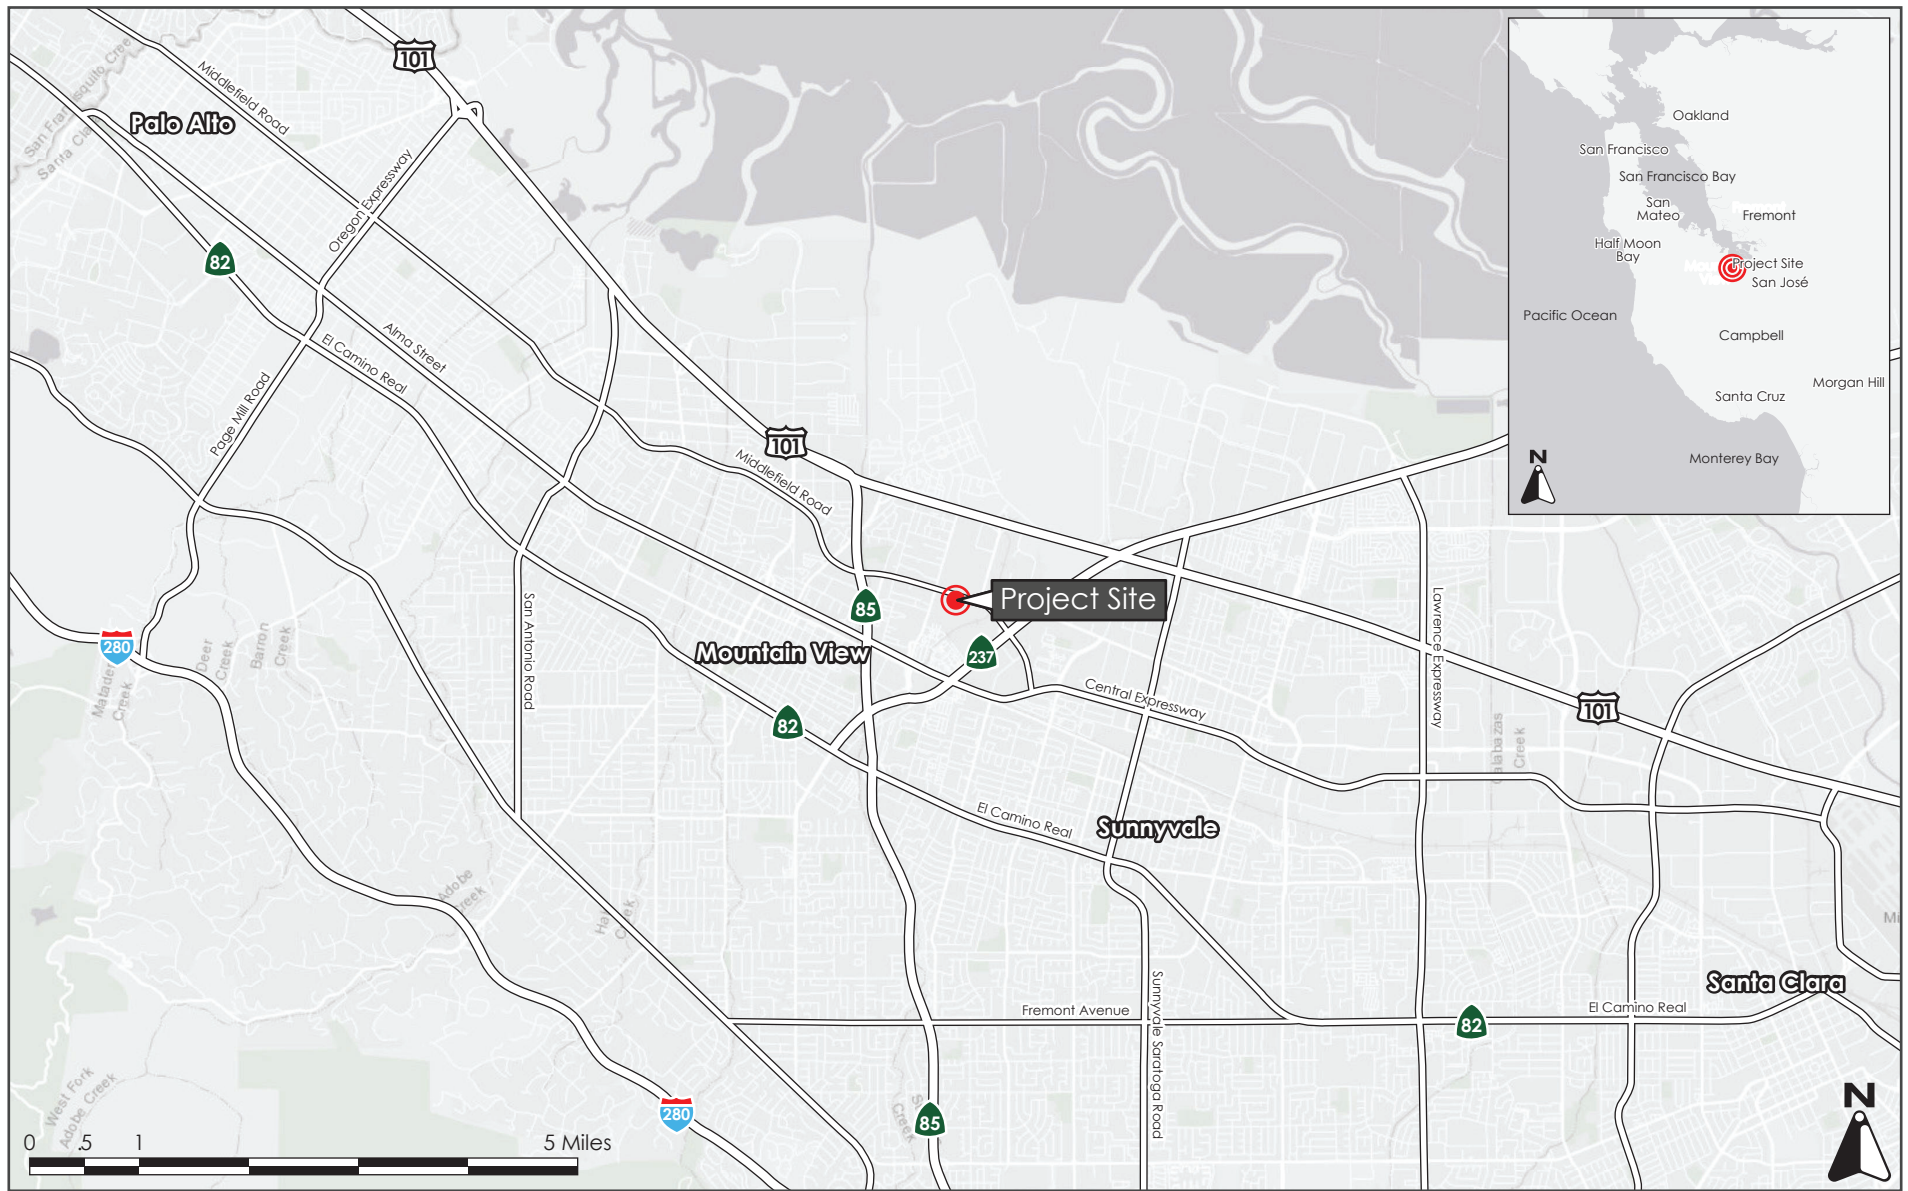 101
Middlefield Road
Palo Alto
Oregon Expressway
82
Alma Street
El Camino Real
Page Mill Road
101
Middlefield Road
San Antonio Road
85
Project Site
Mountain View
237
Central Expressway
Lawrence Expressway
280
Deer
Creek
Barron
Creek
Matadero
Creek
82
101
Creek
El Camino Real
Sunnyvale
Adobe
Creek
Creek
Santa Clara
Fremont Avenue
El Camino Real
82
Sunnyvale Saratoga Road
280
85
Creek
West Fork
Adobe Creek
0 .5 1 5 Miles
N
Oakland
San Francisco
San Francisco Bay
San
Mateo
Fremont
Half Moon
Bay
Project Site
San José
Pacific Ocean
Campbell
Morgan Hill
Santa Cruz
Monterey Bay
N